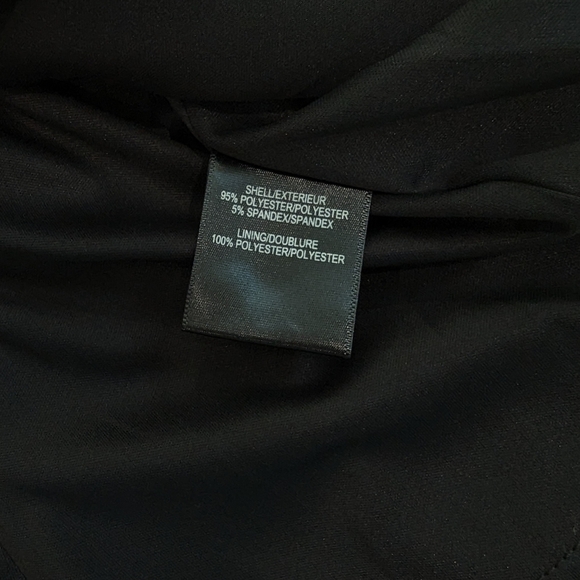 SHELL/EXTERIEUR
95% POLYESTER/POLYESTER
5% SPANDEX/SPANDEX
LINING/DOUBLURE
100% POLYESTER/POLYESTER